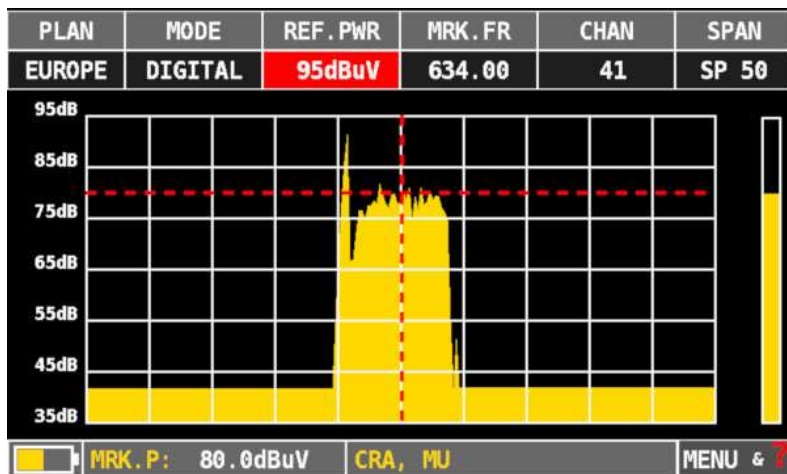 PLAN MODE REF.PWR MRK.FR CHAN SPAN
EUROPE DIGITAL 95dBuV 634.00 41 SP 50
95dB
85dB
75dB
65dB
55dB
45dB
35dB
MRK.P: 80.0dBuV CRA, MU MENU & ?